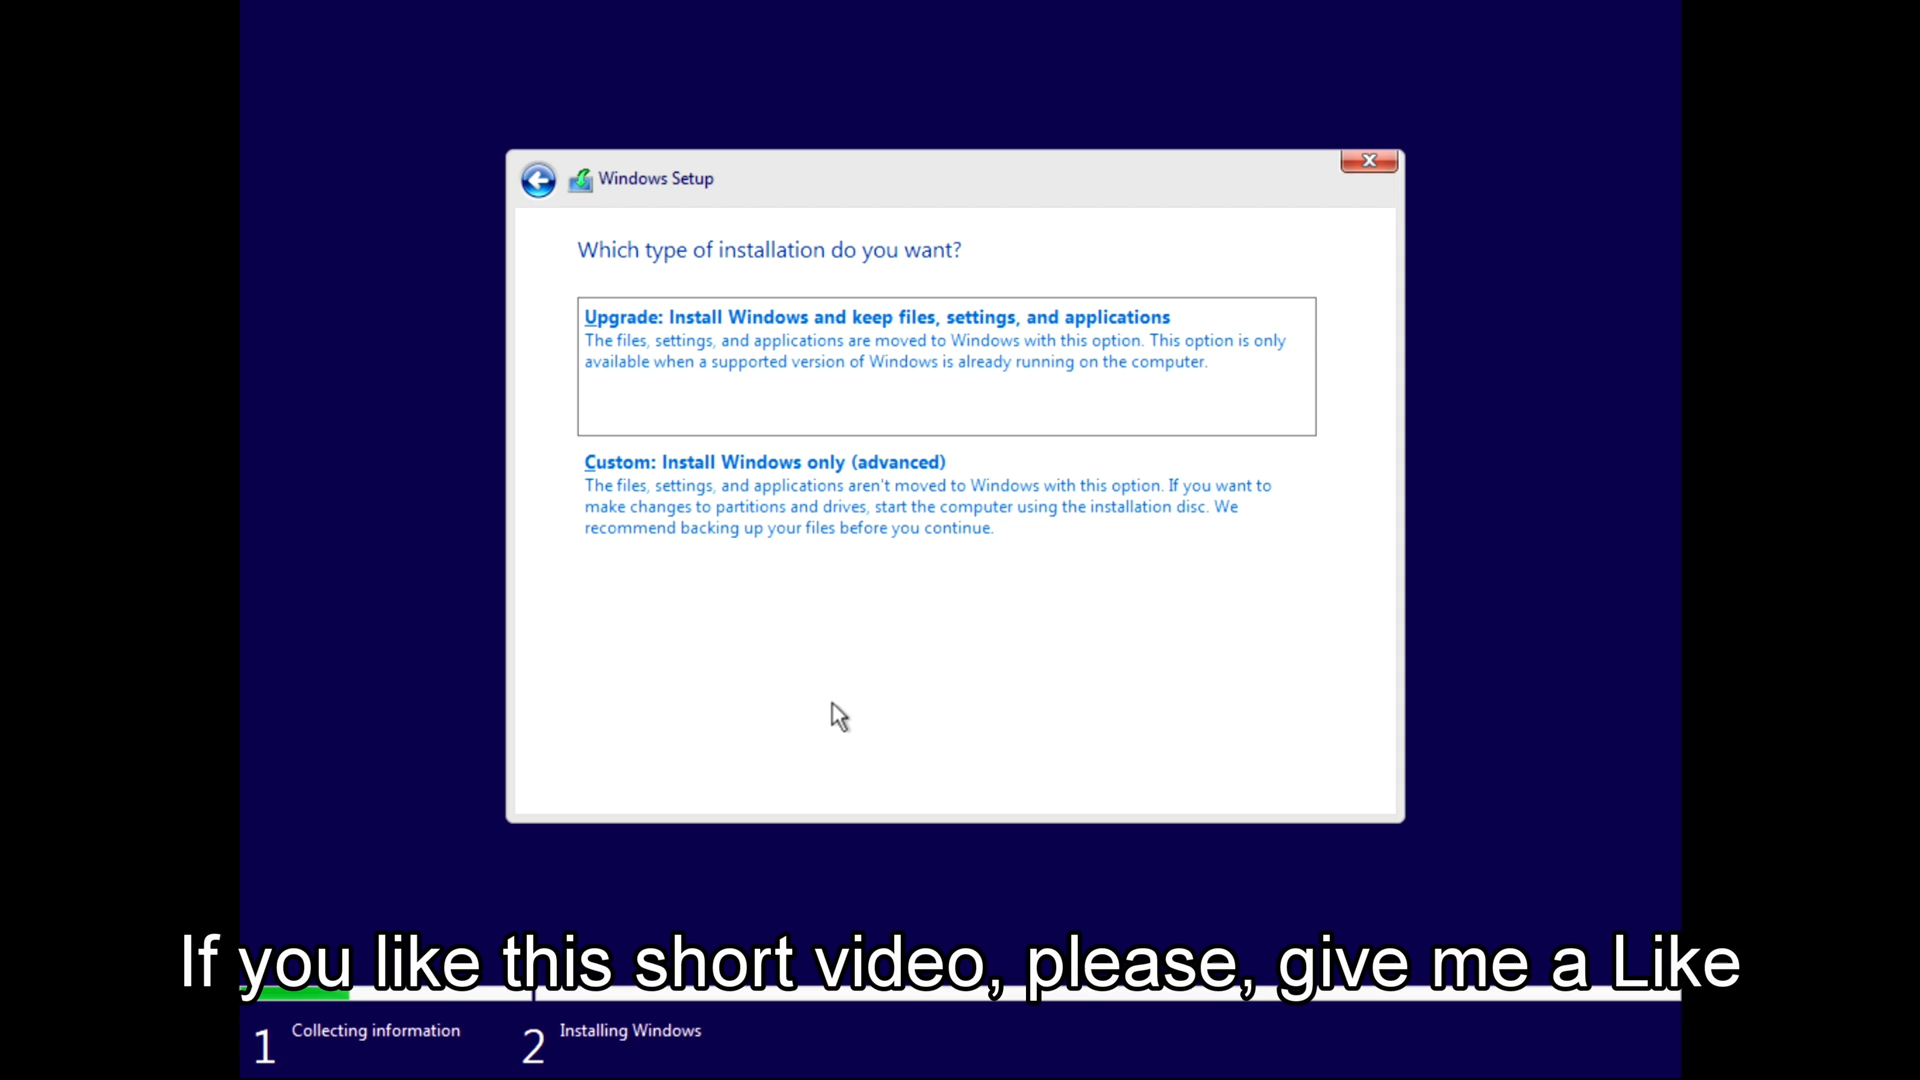 Windows Setup
Which type of installation do you want?
Upgrade: Install Windows and keep files, settings, and applications
The files, settings, and applications are moved to Windows with this option. This option is only
available when a supported version of Windows is already running on the computer.
Custom: Install Windows only (advanced)
The files, settings, and applications aren't moved to Windows with this option. If you want to
make changes to partitions and drives, start the computer using the installation disc. We
recommend backing up your files before you continue.
If you like this short video, please, give me a Like
1 Collecting information 2 Installing Windows